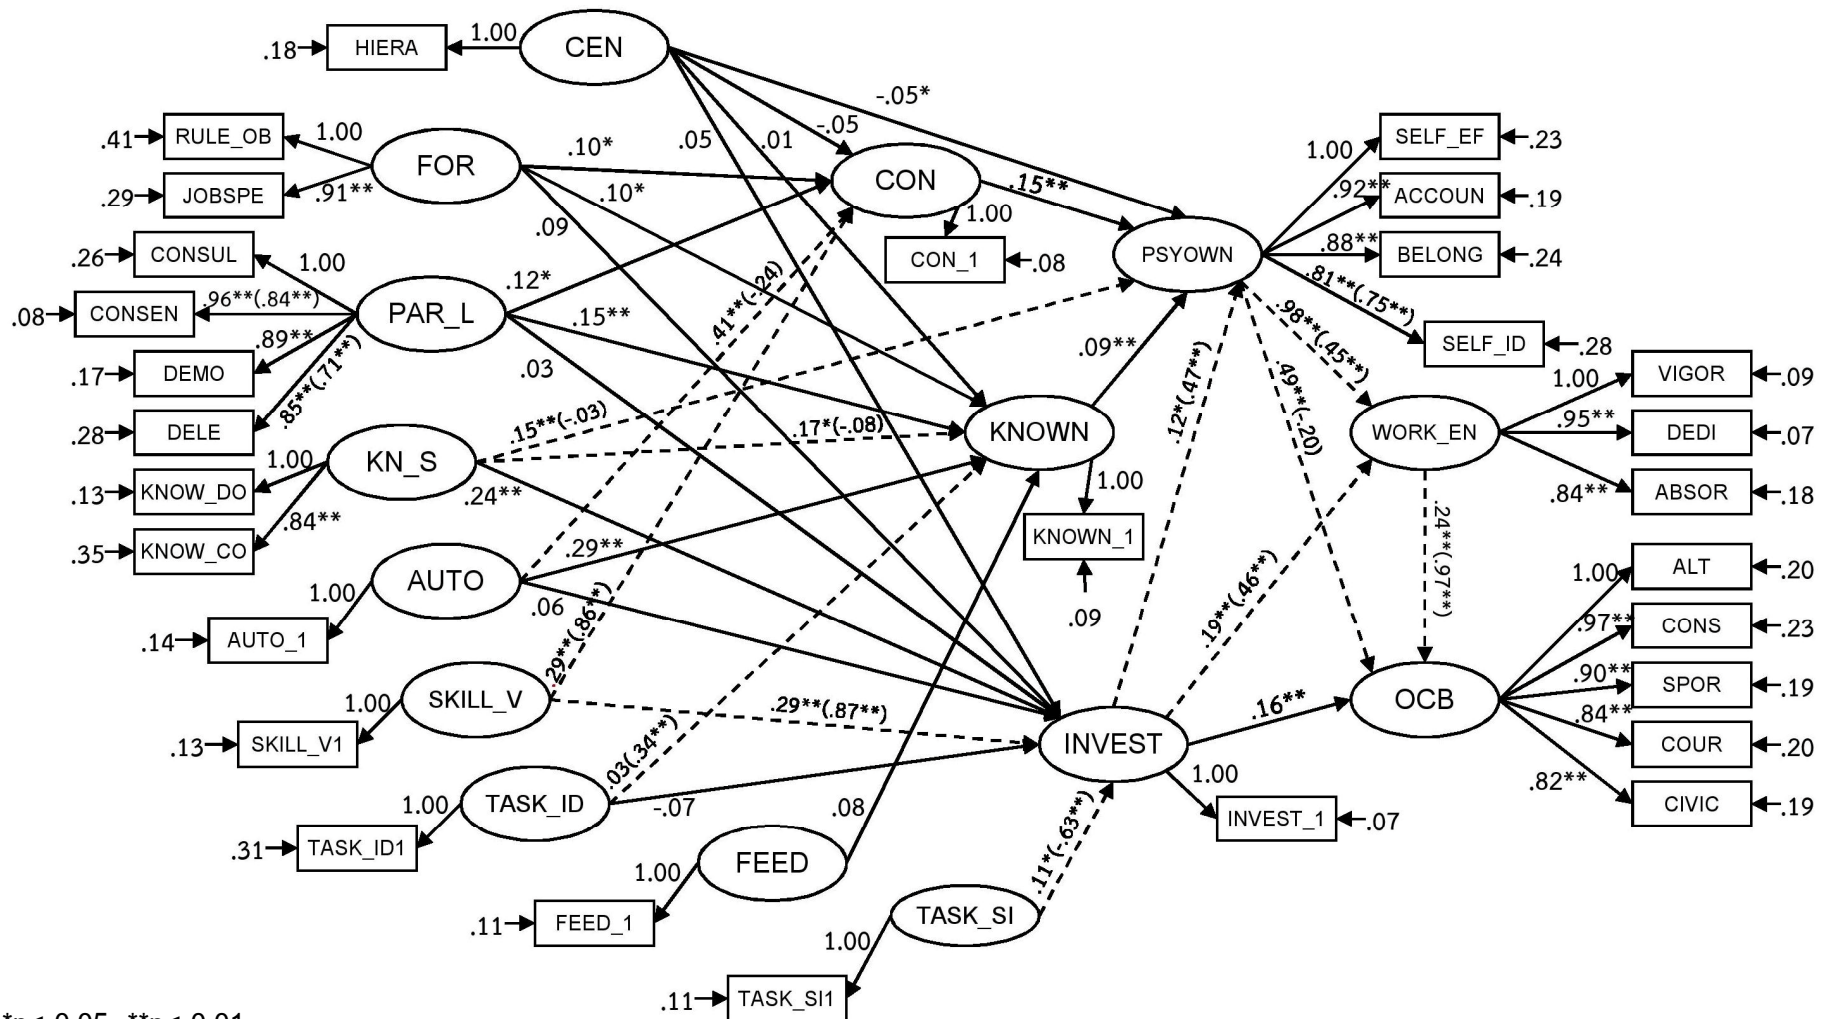 .18 HIERA 1.00 CEN
-.05*
.41 RULE_OB 1.00 FOR .10* .05 .01 -.05 CON 1.00 SELF_EF .23
.29 JOBSPE .91** .10* .15** .92** ACCOUN .19
.09 1.00
.26 CONSUL 1.00 CON_1 .08 PSYOWN .88** BELONG .24
.08 CONSEN .96**(.84**) PAR_L .12* .41**(-.24) .81**(.75**)
.15** .09** .98**(.45**) SELF_ID .28
.17 DEMO .89** .03 .12*(.47**) .49**(-.20) 1.00 VIGOR .09
.28 DELE .85**(.71**) .15**(-.03) .17*(-.08) KNOWN WORK_EN .95** DEDI .07
KN_S 1.00
.13 KNOW_DO .24** 1.00 .84** ABSOR .18
.35 KNOW_CO .84** KNOWN_1 .24**(.97**)
.29**
AUTO 1.00 .06 .09 .19**(.46**) 1.00 ALT .20
.14 AUTO_1 .29**(.86**) .97** CONS .23
SKILL_V 1.00 .29**(.87**) .16** OCB .90** SPOR .19
.13 SKILL_V1 .03(.34**) INVEST .84** COUR .20
TASK_ID 1.00 -.07 .08 1.00 .82** CIVIC .19
INVEST_1 .07
.31 TASK_ID1 FEED .11*(-.63**)
1.00
.11 FEED_1 TASK_SI
1.00
.11 TASK_SI1